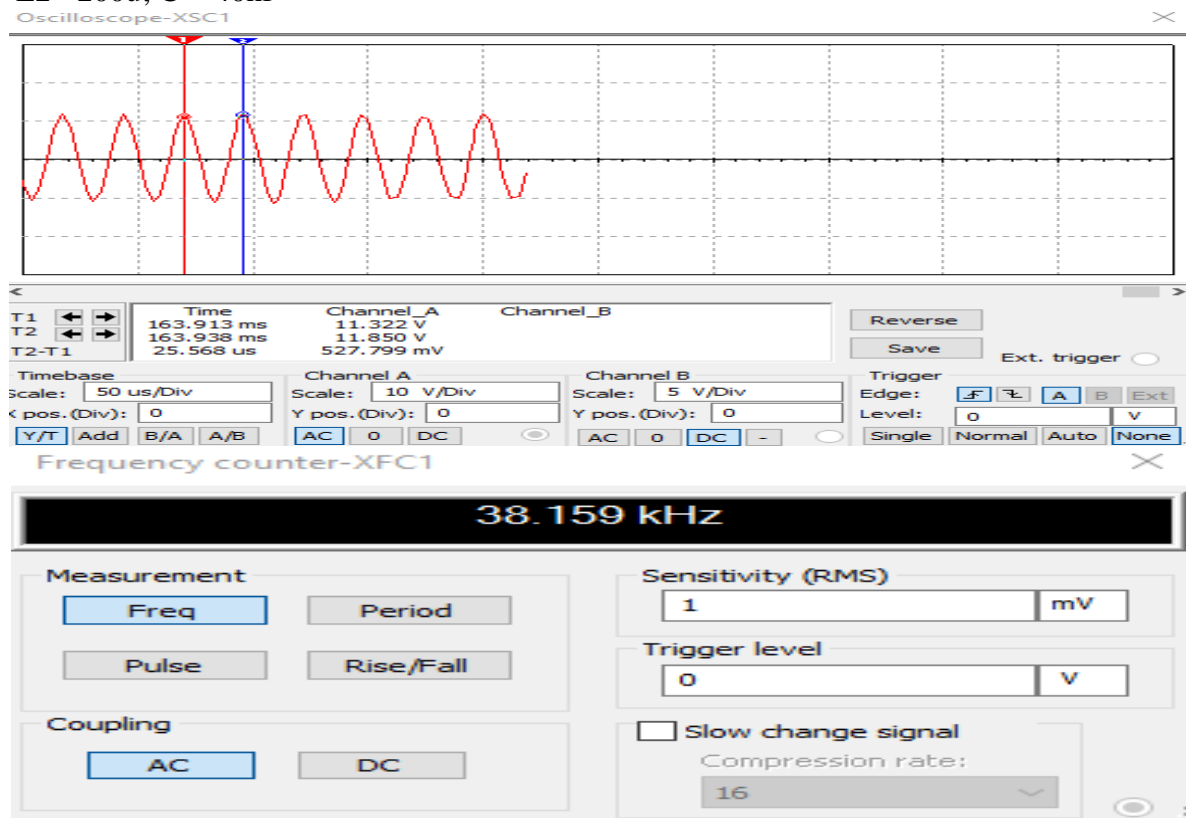 Oscilloscope-XSC1
1 2
Time Channel_A Channel_B
T1 163.913 ms 11.322 V
T2 163.938 ms 11.850 V
T2-T1 25.568 us 527.799 mV
Reverse
Save
Ext. trigger
Timebase Channel A Channel B Trigger
Scale: 50 us/Div Scale: 10 V/Div Scale: 5 V/Div Edge: A B Ext
pos.(Div): 0 Y pos.(Div): 0 Y pos.(Div): 0 Level: 0 V
Y/T Add B/A A/B AC 0 DC AC 0 DC - Single Normal Auto None
Frequency counter-XFC1
38.159 kHz
Measurement Sensitivity (RMS)
Freq Period 1 mV
Pulse Rise/Fall Trigger level
0 V
Coupling Slow change signal
AC DC Compression rate:
16